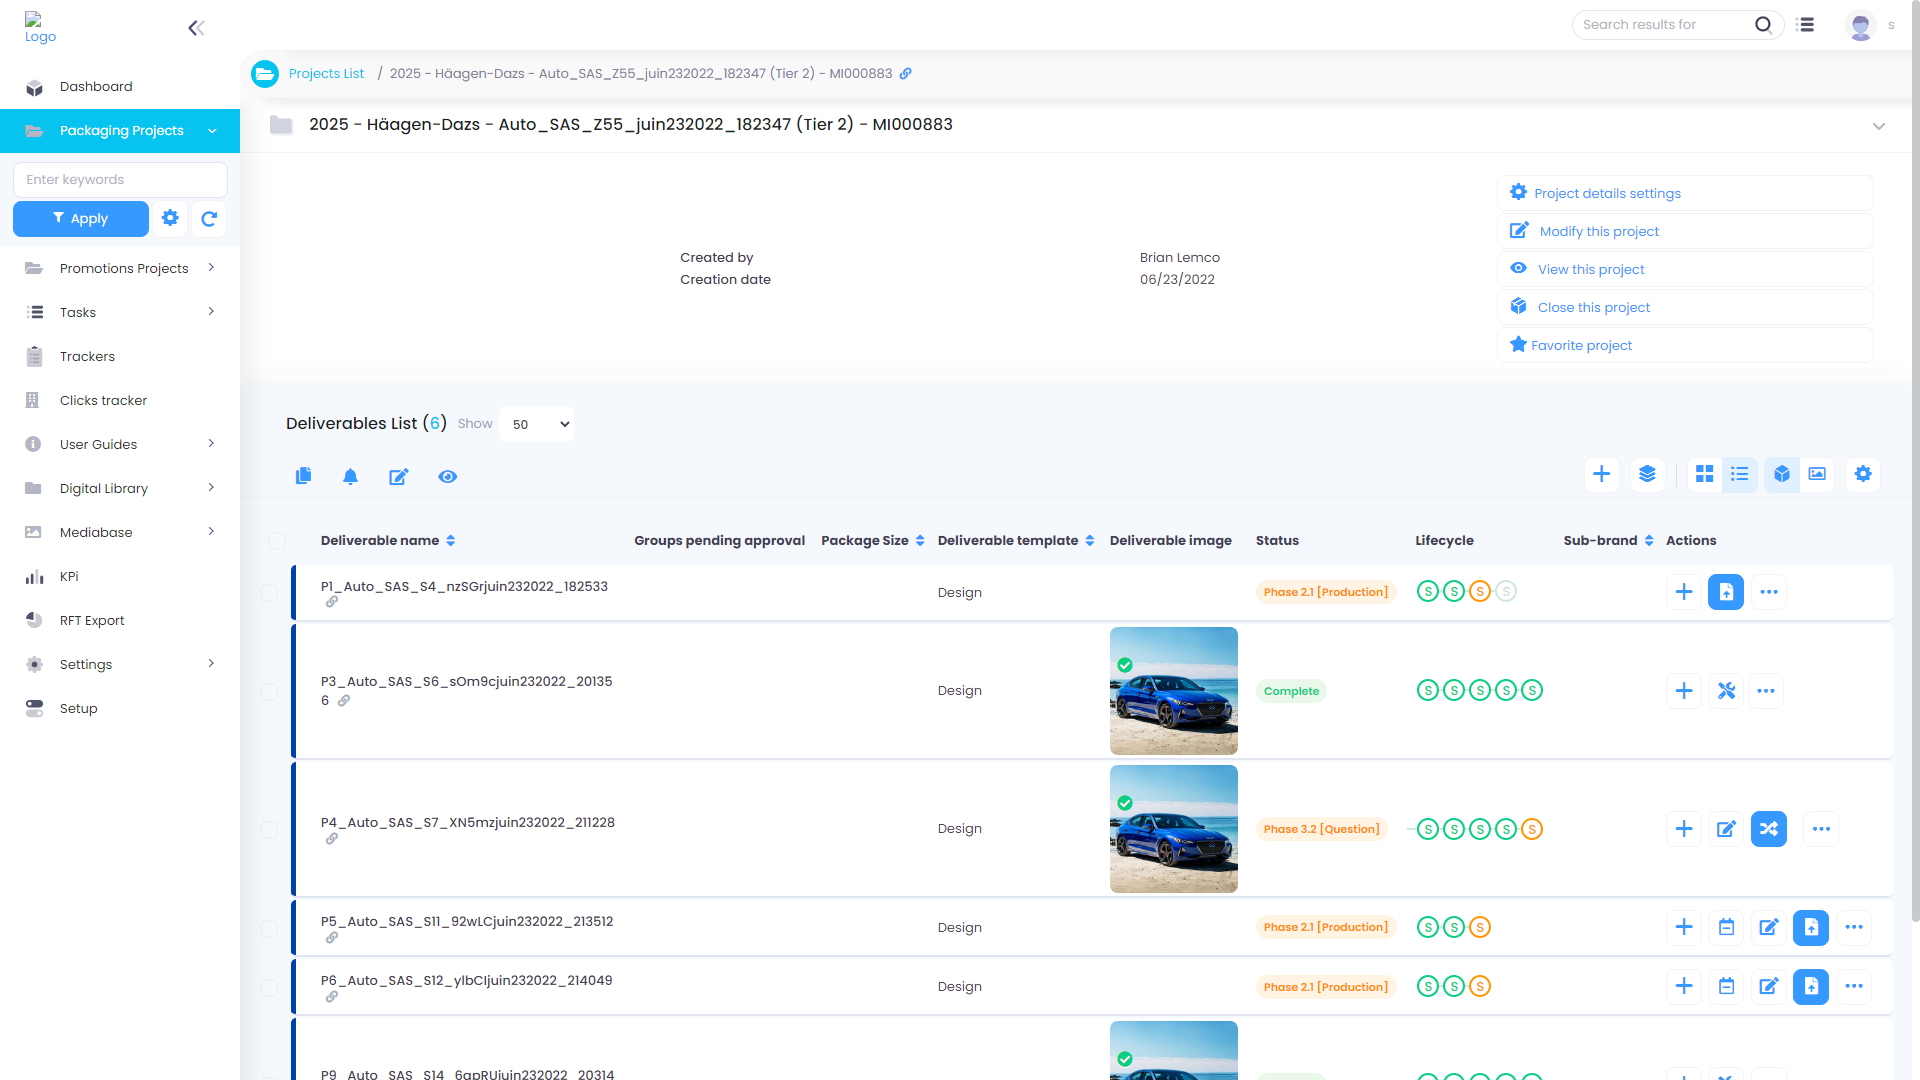 Logo
Search results for
s
Dashboard
Packaging Projects
Enter keywords
Apply
Promotions Projects
Tasks
Trackers
Clicks tracker
User Guides
Digital Library
Mediabase
KPi
RFT Export
Settings
Setup
Projects List / 2025 - Häagen-Dazs - Auto_SAS_Z55_juin232022_182347 (Tier 2) - MI000883
2025 - Häagen-Dazs - Auto_SAS_Z55_juin232022_182347 (Tier 2) - MI000883
Created by Brian Lemco
Creation date 06/23/2022
Project details settings
Modify this project
View this project
Close this project
Favorite project
Deliverables List (6) Show 50
Deliverable name Groups pending approval Package Size Deliverable template Deliverable image Status Lifecycle Sub-brand Actions
P1_Auto_SAS_S4_nzSGrjuin232022_182533 Design Phase 2.1 [Production] S S S S
P3_Auto_SAS_S6_sOm9cjuin232022_20135
6 Design Complete S S S S S
P4_Auto_SAS_S7_XN5mzjuin232022_211228 Design Phase 3.2 [Question] S S S S S
P5_Auto_SAS_S11_92wLCjuin232022_213512 Design Phase 2.1 [Production] S S S
P6_Auto_SAS_S12_ylbCIjuin232022_214049 Design Phase 2.1 [Production] S S S
P9_Auto_SAS_S14_6apRUjuin232022_20314